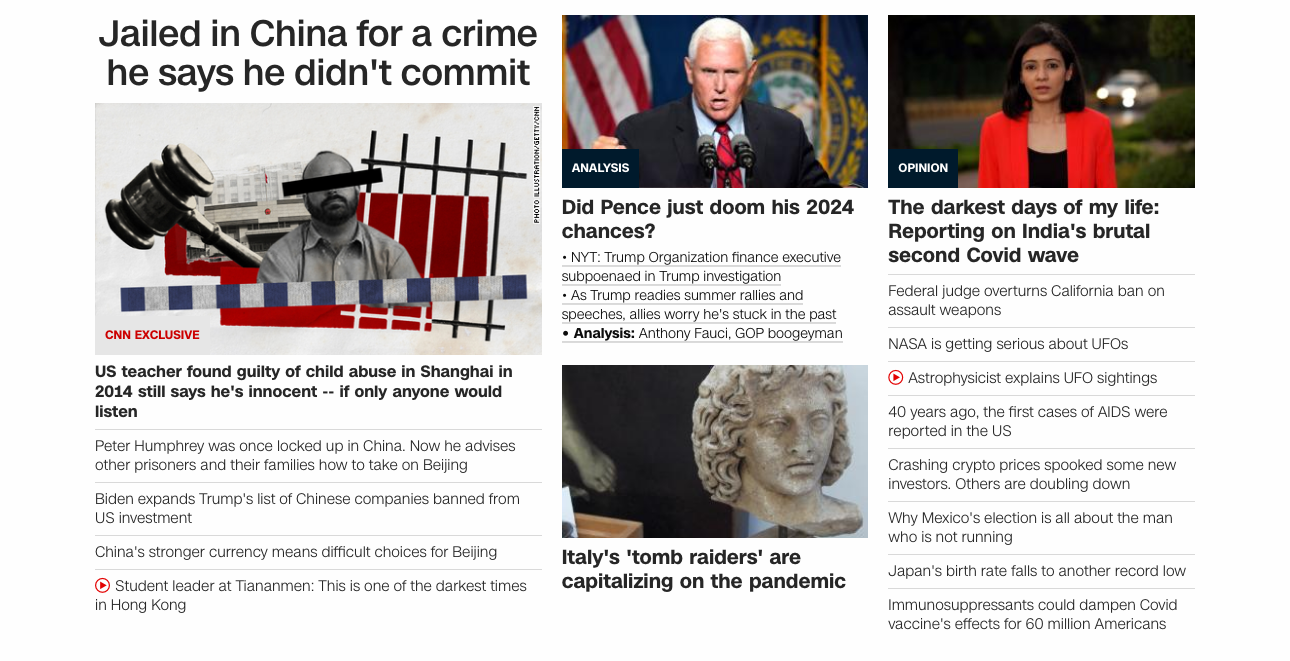 Jailed in China for a crime
he says he didn't commit
PHOTO ILLUSTRATION/GETTY/CNN
CNN EXCLUSIVE
US teacher found guilty of child abuse in Shanghai in
2014 still says he's innocent -- if only anyone would
listen
Peter Humphrey was once locked up in China. Now he advises
other prisoners and their families how to take on Beijing
Biden expands Trump's list of Chinese companies banned from
US investment
China's stronger currency means difficult choices for Beijing
Student leader at Tiananmen: This is one of the darkest times
in Hong Kong
ANALYSIS
Did Pence just doom his 2024
chances?
• NYT: Trump Organization finance executive
subpoenaed in Trump investigation
• As Trump readies summer rallies and
speeches, allies worry he's stuck in the past
• Analysis: Anthony Fauci, GOP boogeyman
Italy's 'tomb raiders' are
capitalizing on the pandemic
OPINION
The darkest days of my life:
Reporting on India's brutal
second Covid wave
Federal judge overturns California ban on
assault weapons
NASA is getting serious about UFOs
Astrophysicist explains UFO sightings
40 years ago, the first cases of AIDS were
reported in the US
Crashing crypto prices spooked some new
investors. Others are doubling down
Why Mexico's election is all about the man
who is not running
Japan's birth rate falls to another record low
Immunosuppressants could dampen Covid
vaccine's effects for 60 million Americans